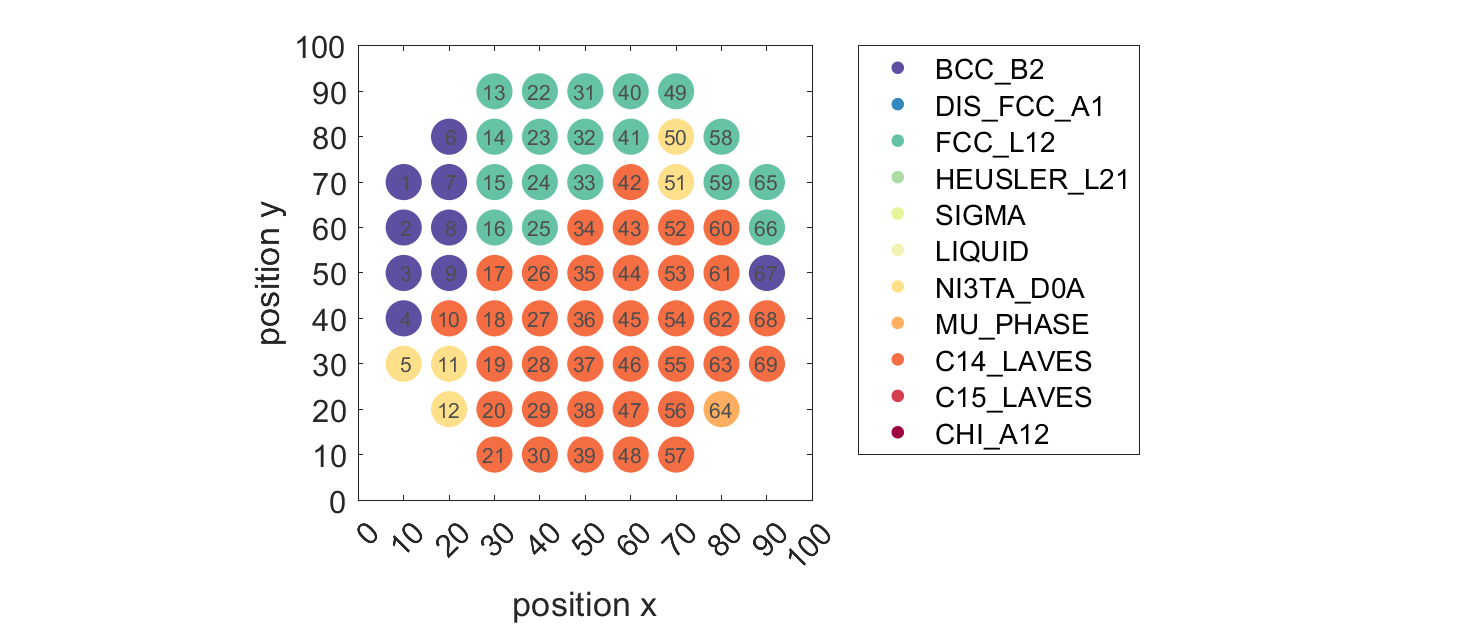 100
90 13 22 31 40 49
80 6 14 23 32 41 50 58
70 1 7 15 24 33 42 51 59 65
60 2 8 16 25 34 43 52 60 66
50 3 9 17 26 35 44 53 61 67
40 4 10 18 27 36 45 54 62 68
30 5 11 19 28 37 46 55 63 69
20 12 20 29 38 47 56 64
10 21 30 39 48 57
0
0 10 20 30 40 50 60 70 80 90 100
position x
position y
BCC_B2
DIS_FCC_A1
FCC_L12
HEUSLER_L21
SIGMA
LIQUID
NI3TA_D0A
MU_PHASE
C14_LAVES
C15_LAVES
CHI_A12